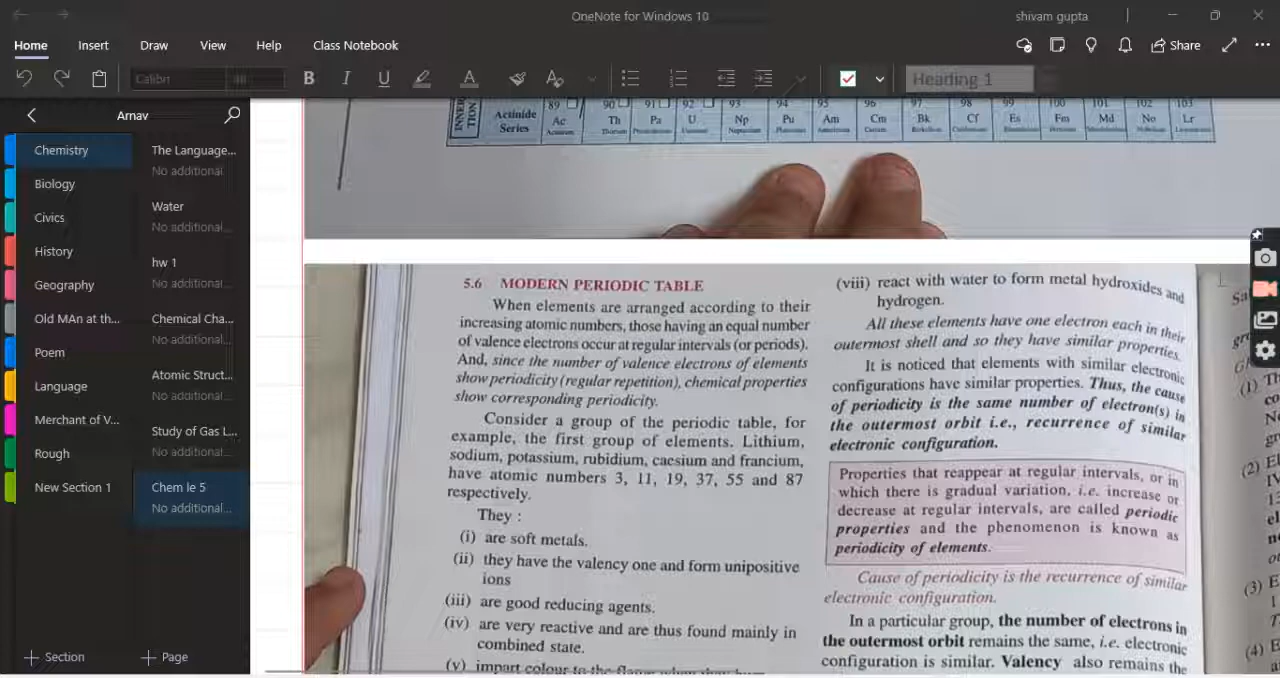 OneNote for Windows 10
shivam gupta
Home
Insert
Draw
View
Help
Class Notebook
Share
Calibri
B
I
U
A
Heading 1
Arnav
Chemistry
Biology
Civics
History
Geography
Old MAn at th...
Poem
Language
Merchant of V...
Rough
New Section 1
The Language...
No additional...
Water
No additional...
hw 1
No additional...
Chemical Cha...
No additional...
Atomic Struct...
No additional...
Study of Gas L...
No additional...
Chem le 5
No additional...
Section
Page
INNER
TION
Actinide
Series
89 90 91 92 93 94 95 96 97 98 99 100 101 102 103
Ac Th Pa U Np Pu Am Cm Bk Cf Es Fm Md No Lr
5.6 MODERN PERIODIC TABLE
When elements are arranged according to their
increasing atomic numbers, those having an equal number
of valence electrons occur at regular intervals (or periods).
And, since the number of valence electrons of elements
show periodicity (regular repetition), chemical properties
show corresponding periodicity.
Consider a group of the periodic table, for
example, the first group of elements. Lithium,
sodium, potassium, rubidium, caesium and francium,
have atomic numbers 3, 11, 19, 37, 55 and 87
respectively.
They :
(i) are soft metals.
(ii) they have the valency one and form unipositive
ions
(iii) are good reducing agents.
(iv) are very reactive and are thus found mainly in
combined state.
(v) impart colour to the flame
(viii) react with water to form metal hydroxides and
hydrogen.
All these elements have one electron each in their
outermost shell and so they have similar properties.
It is noticed that elements with similar electronic
configurations have similar properties. Thus, the cause
of periodicity is the same number of electron(s) in
the outermost orbit i.e., recurrence of similar
electronic configuration.
Properties that reappear at regular intervals, or in
which there is gradual variation, i.e. increase or
decrease at regular intervals, are called periodic
properties and the phenomenon is known as
periodicity of elements.
Cause of periodicity is the recurrence of similar
electronic configuration.
In a particular group, the number of electrons in
the outermost orbit remains the same, i.e. electronic
configuration is similar. Valency also remains the
(1)
(2)
(3)
(4)